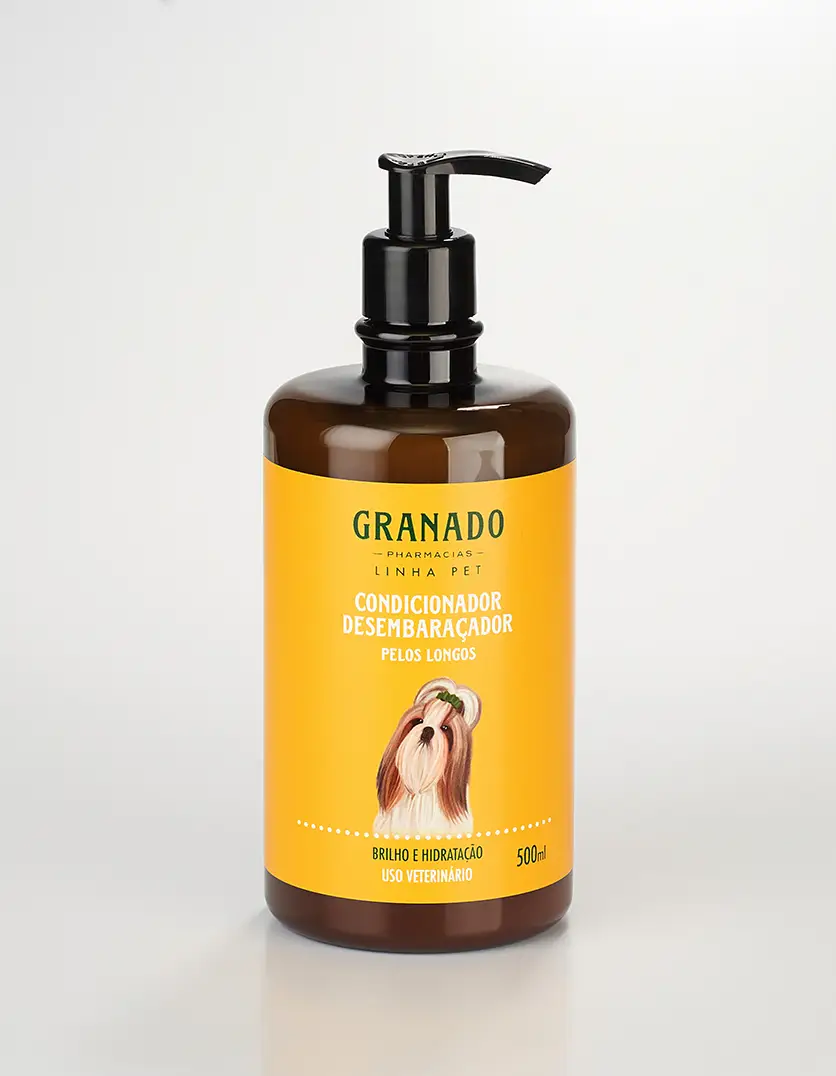 GRANADO
PHARMACIAS
LINHA PET
CONDICIONADOR
DESEMBARAÇADOR
PELOS LONGOS
BRILHO E HIDRATAÇÃO
500ml
USO VETERINÁRIO